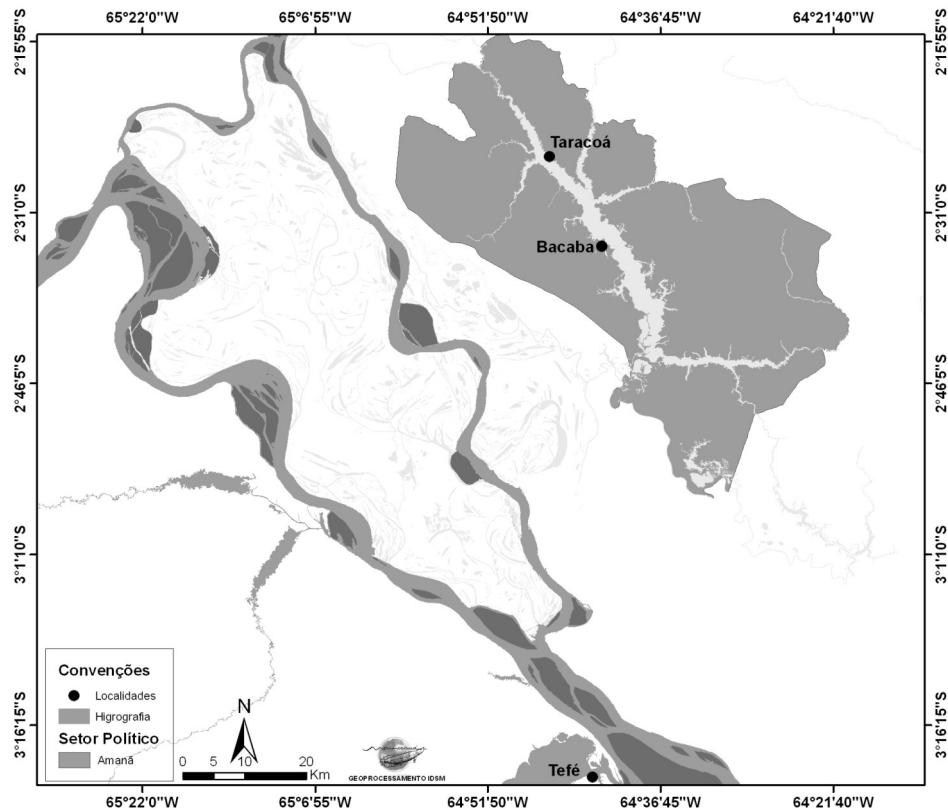 65°22'0"W 65°6'55"W 64°51'50"W 64°36'45"W 64°21'40"W
2°15'55"S 2°15'55"S
Taracoá
2°31'0"S 2°31'0"S
Bacaba
2°46'5"S 2°46'5"S
3°1'10"S 3°1'10"S
Convenções
Localidades
Higrografia
Setor Político
Amanã
N
0 5 10 20
Km
GEOPROCESSAMENTO IDSM
Tefé
3°16'15"S 3°16'15"S
65°22'0"W 65°6'55"W 64°51'50"W 64°36'45"W 64°21'40"W